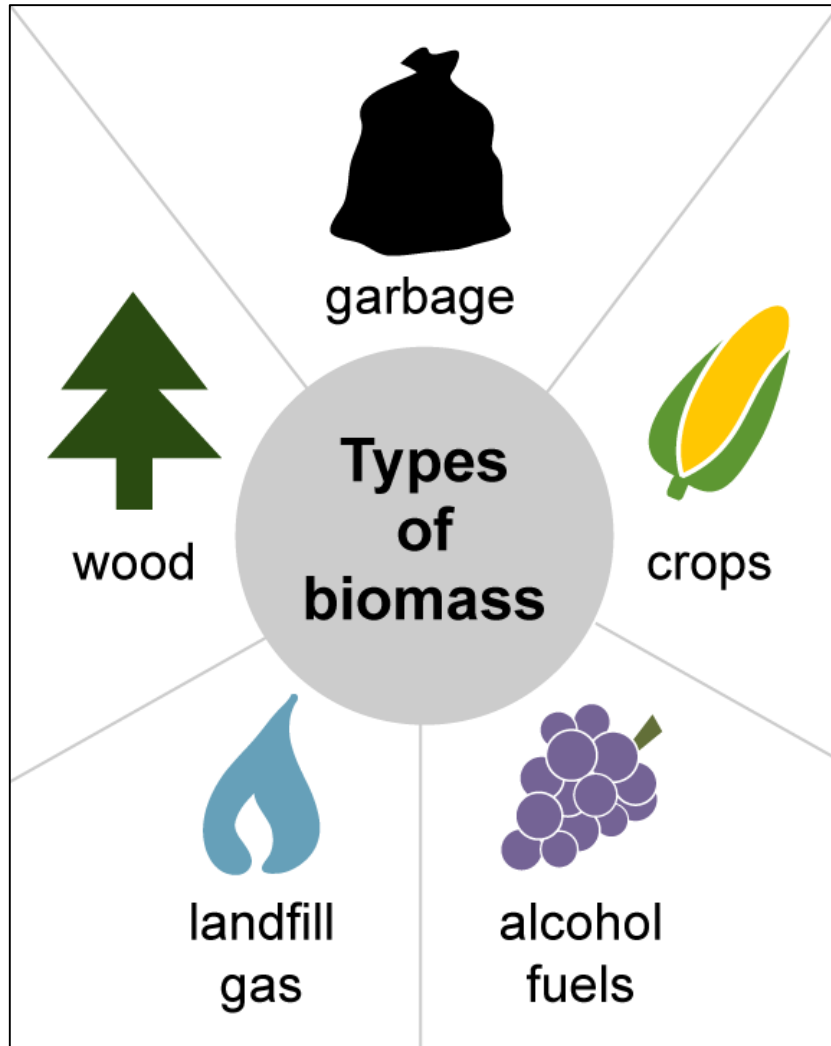 garbage
Types
of
biomass
wood
crops
landfill
gas
alcohol
fuels